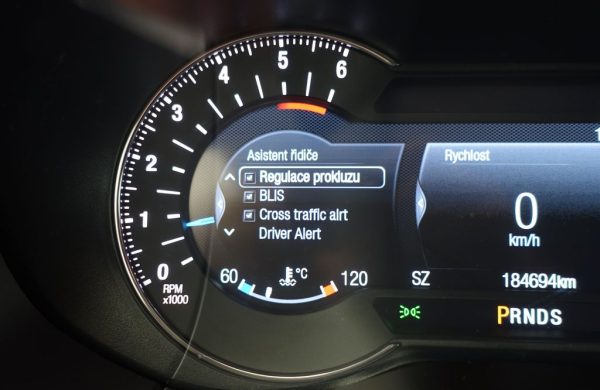 6
5
4
3
2
1
0
RPM
x1000
Asistent řidiče
Regulace prokluzu
BLIS
Cross traffic alrt
Driver Alert
60 °C 120
1
Rychlost
0
km/h
SZ 184694km
PRNDS